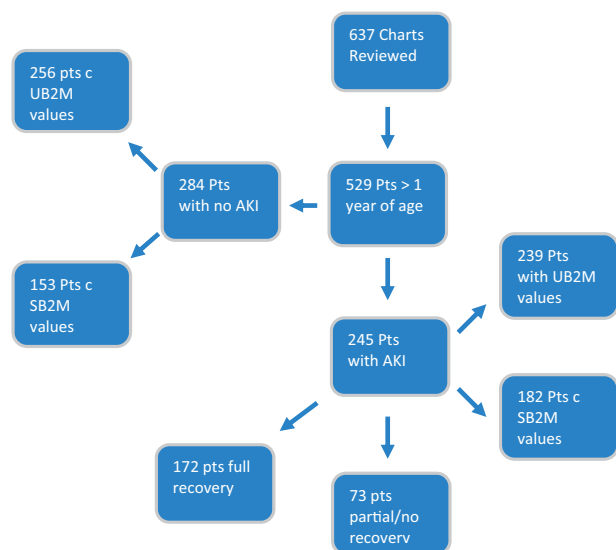 637 Charts
Reviewed
256 pts c
UB2M
values
284 Pts
with no AKI
529 Pts > 1
year of age
153 Pts c
SB2M
values
239 Pts
with UB2M
values
245 Pts
with AKI
182 Pts c
SB2M
values
172 pts full
recovery
73 pts
partial/no
recovery